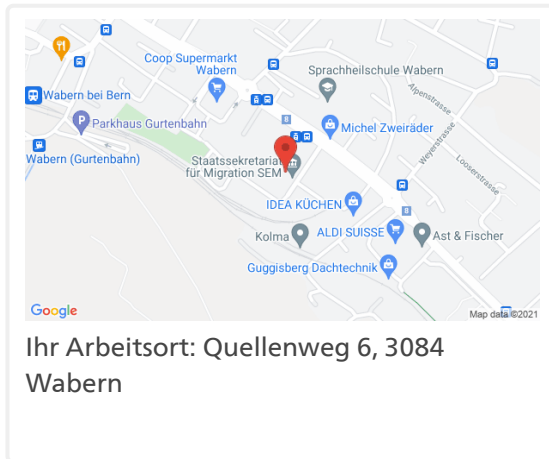 Coop Supermarkt
Wabern
Sprachheilschule Wabern
Alpenstrasse
Wabern bei Bern
Parkhaus Gurtenbahn
Michel Zweiräder
Weyerstrasse
Looserstrasse
Wabern (Gurtenbahn)
Staatssekretariat
für Migration SEM
IDEA KÜCHEN
ALDI SUISSE
Kolma
Ast & Fischer
Guggisberg Dachtechnik
Google
Map data ©2021
Ihr Arbeitsort: Quellenweg 6, 3084
Wabern